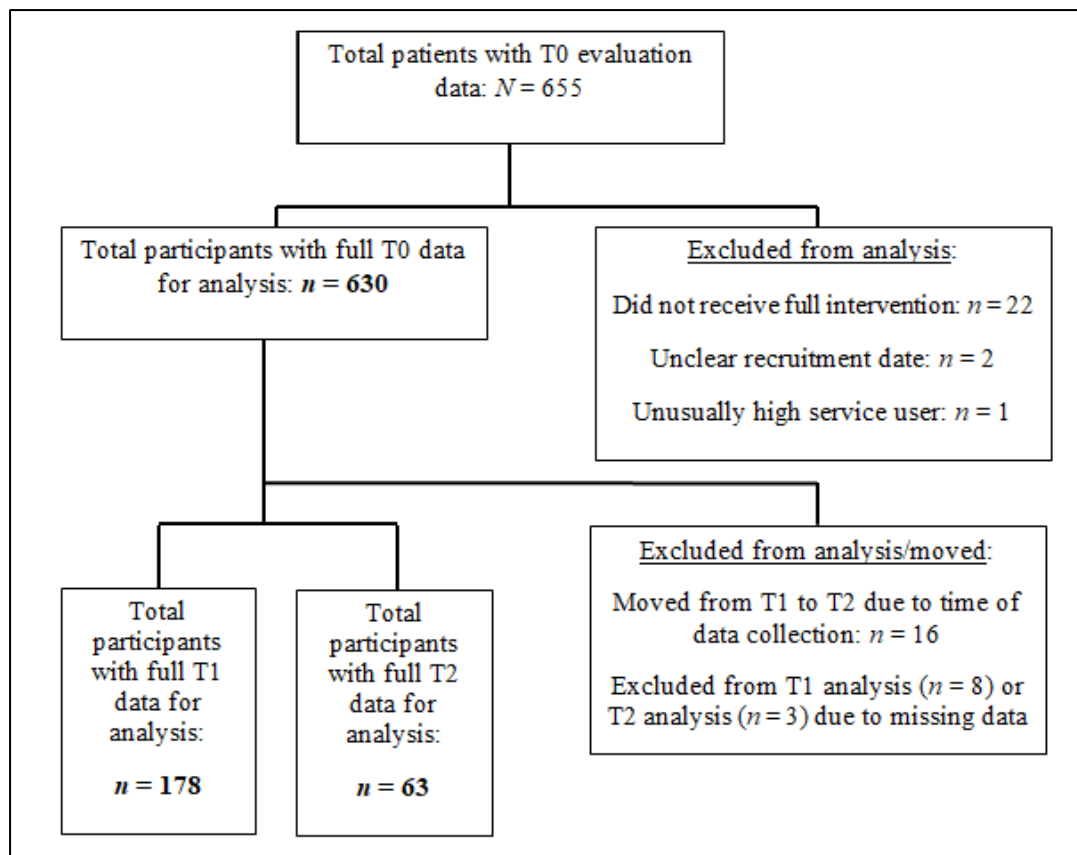 Total patients with T0 evaluation
data: N = 655
Total participants with full T0 data
for analysis: n = 630
Excluded from analysis:
Did not receive full intervention: n = 22
Unclear recruitment date: n = 2
Unusually high service user: n = 1
Total
participants
with full T1
data for
analysis:
n = 178
Total
participants
with full T2
data for
analysis:
n = 63
Excluded from analysis/moved:
Moved from T1 to T2 due to time of
data collection: n = 16
Excluded from T1 analysis (n = 8) or
T2 analysis (n = 3) due to missing data